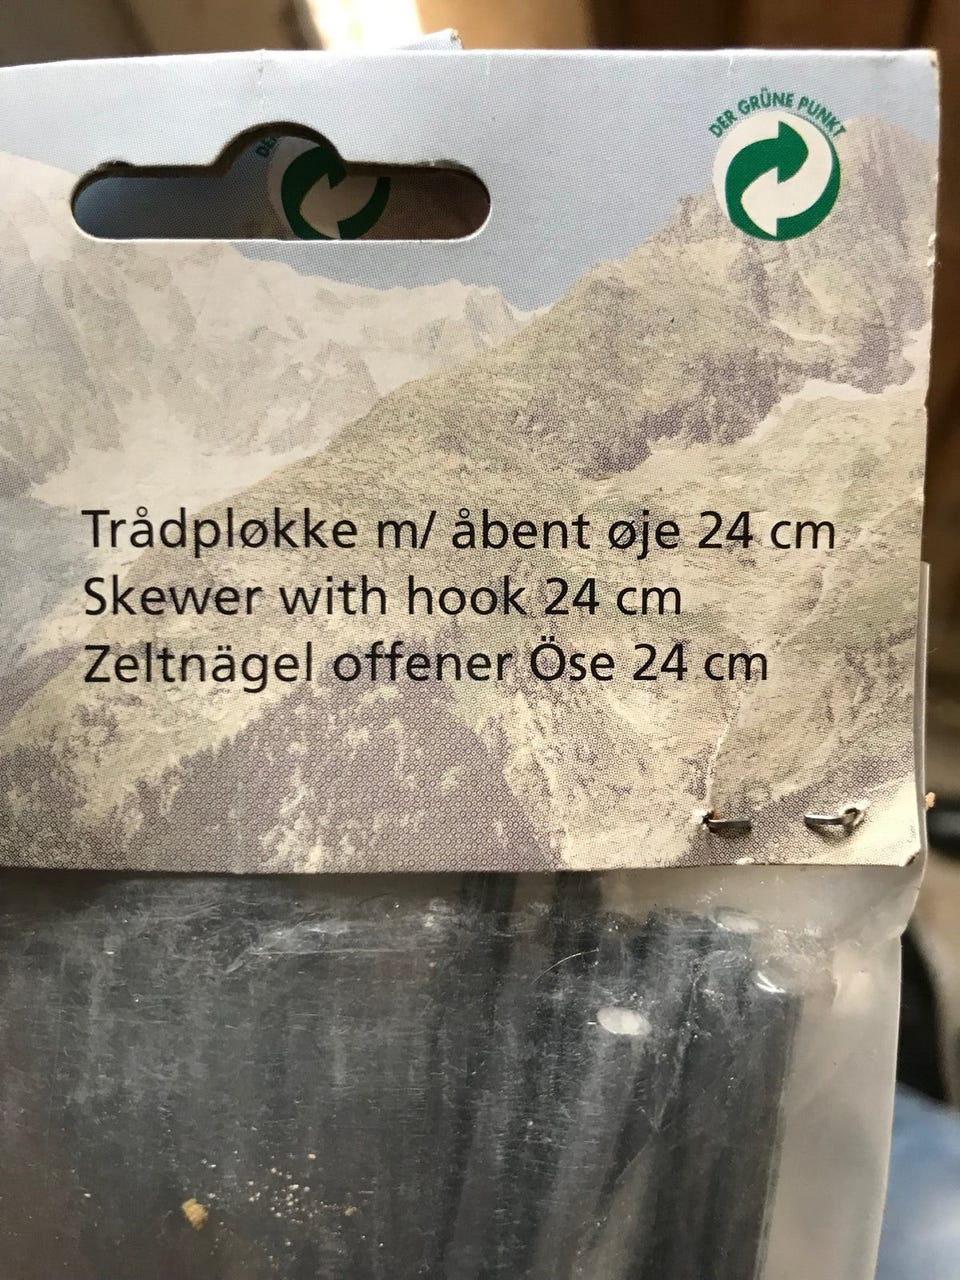 DER GRÜNE PUNKT
Trådpløkke m/ åbent øje 24 cm
Skewer with hook 24 cm
Zeltnägel offener Öse 24 cm